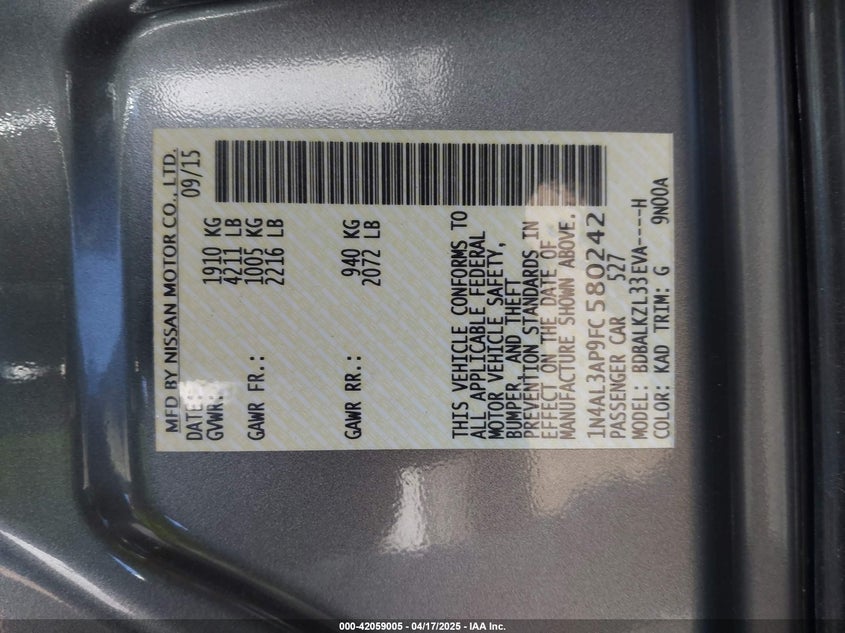 MFD BY NISSAN MOTOR CO., LTD.
DATE: 09/15
GVWR: 1910 KG
4211 LB
GAWR FR.: 1005 KG
2216 LB
GAWR RR.: 940 KG
2072 LB
THIS VEHICLE CONFORMS TO
ALL APPLICABLE FEDERAL
MOTOR VEHICLE SAFETY,
BUMPER, AND THEFT
PREVENTION STANDARDS IN
EFFECT ON THE DATE OF
MANUFACTURE SHOWN ABOVE.
1N4AL3AP9FC580242
PASSENGER CAR 527
MODEL: BDBALKZL33EVA-----H
COLOR: KAD TRIM: G 9N00A
000-42059005 - 04/17/2025 - IAA Inc.